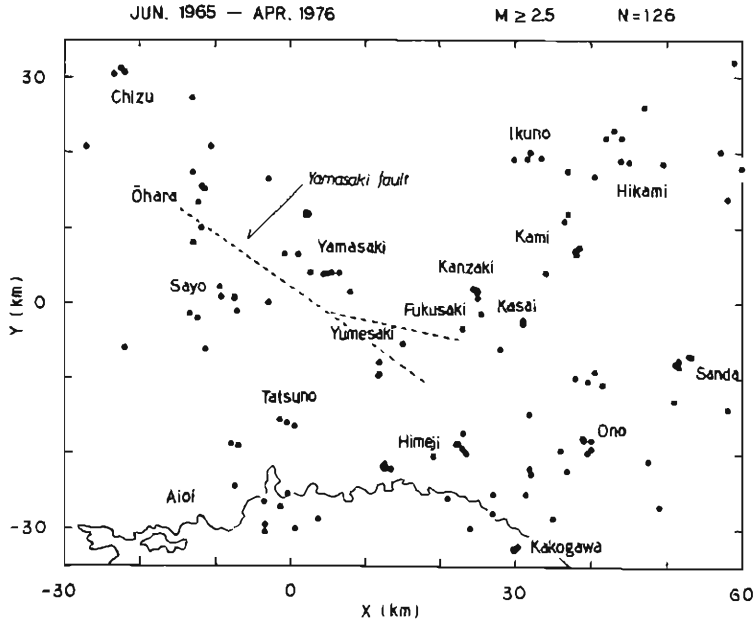 JUN. 1965 — APR. 1976 M ≥ 2.5 N=126
30
Chizu
Ikuno
Ōhara
Yamasaki fault
Hikami
Yamasaki
Kami
Sayo
Kanzaki
0
Fukusaki
Kasai
Y (km)
Yumesaki
Sanda
Tatsuno
Himeji
Ono
Aioi
-30
Kakogawa
-30 0 30 60
X (km)